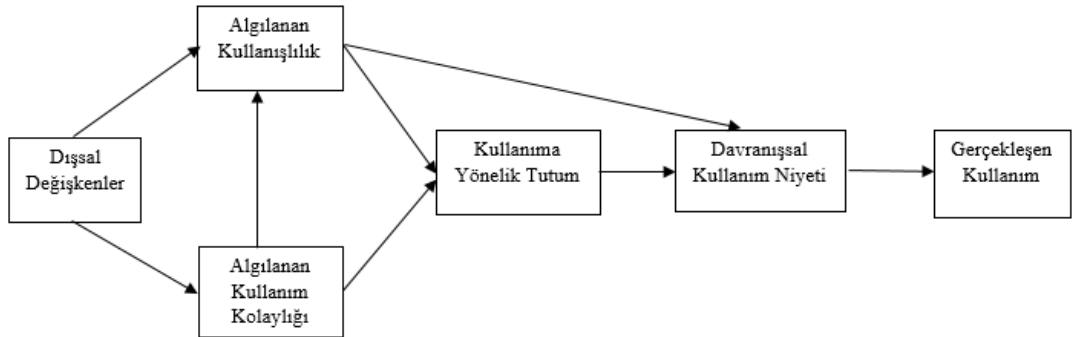 Algılanan
Kullanışlılık
Dışsal
Değişkenler
Algılanan
Kullanım
Kolaylığı
Kullanıma
Yönelik Tutum
Davranışsal
Kullanım Niyeti
Gerçekleşen
Kullanım